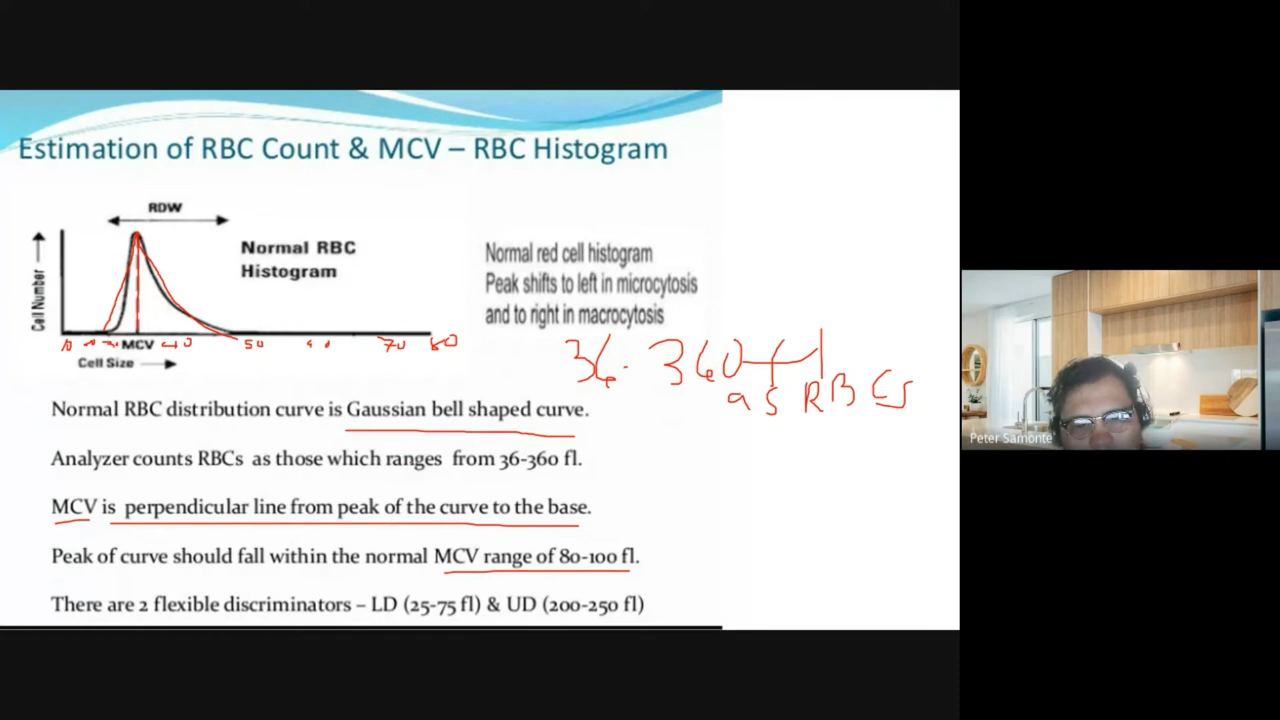 Estimation of RBC Count & MCV – RBC Histogram
RDW
Normal RBC
Histogram
Cell Number
MCV
Cell Size
10
40
50
70
80
Normal red cell histogram
Peak shifts to left in microcytosis
and to right in macrocytosis
36. 360 fl
as RBCs
Normal RBC distribution curve is Gaussian bell shaped curve.
Analyzer counts RBCs as those which ranges from 36-360 fl.
MCV is perpendicular line from peak of the curve to the base.
Peak of curve should fall within the normal MCV range of 80-100 fl.
There are 2 flexible discriminators – LD (25-75 fl) & UD (200-250 fl)
Peter Samonte